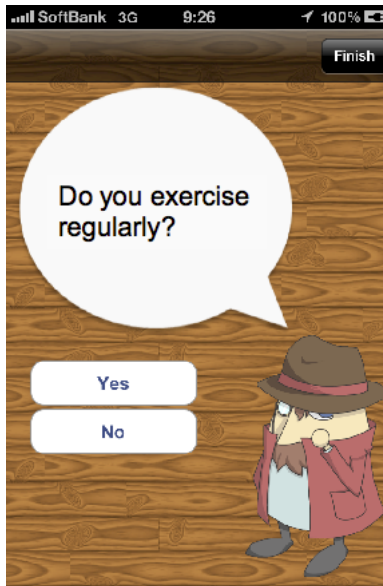 SoftBank 3G 9:26 100%
Finish
Do you exercise
regularly?
Yes
No